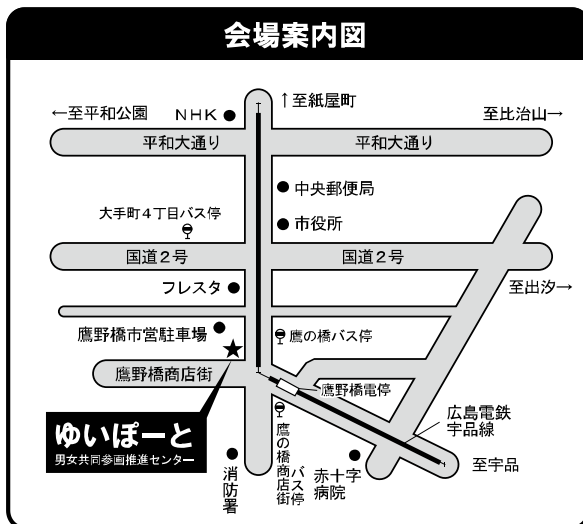 会場案内図
↑至紙屋町
←至平和公園
NHK
至比治山→
平和大通り
平和大通り
中央郵便局
大手町4丁目バス停
市役所
国道2号
国道2号
フレスタ
至出汐→
鷹野橋市営駐車場
鷹の橋バス停
鷹野橋商店街
鷹野橋電停
広島電鉄
宇品線
ゆいぽーと
男女共同参画推進センター
消防署
鷹の橋商店街
バス停
赤十字
病院
至宇品